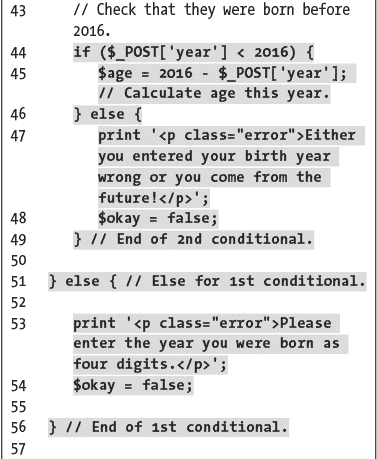 43 // Check that they were born before
2016.
44 if ($_POST['year'] < 2016) {
45 $age = 2016 - $_POST['year'];
// Calculate age this year.
46 } else {
47 print '<p class="error">Either
you entered your birth year
wrong or you come from the
future!</p>';
48 $okay = false;
49 } // End of 2nd conditional.
50
51 } else { // Else for 1st conditional.
52
53 print '<p class="error">Please
enter the year you were born as
four digits.</p>';
54 $okay = false;
55
56 } // End of 1st conditional.
57